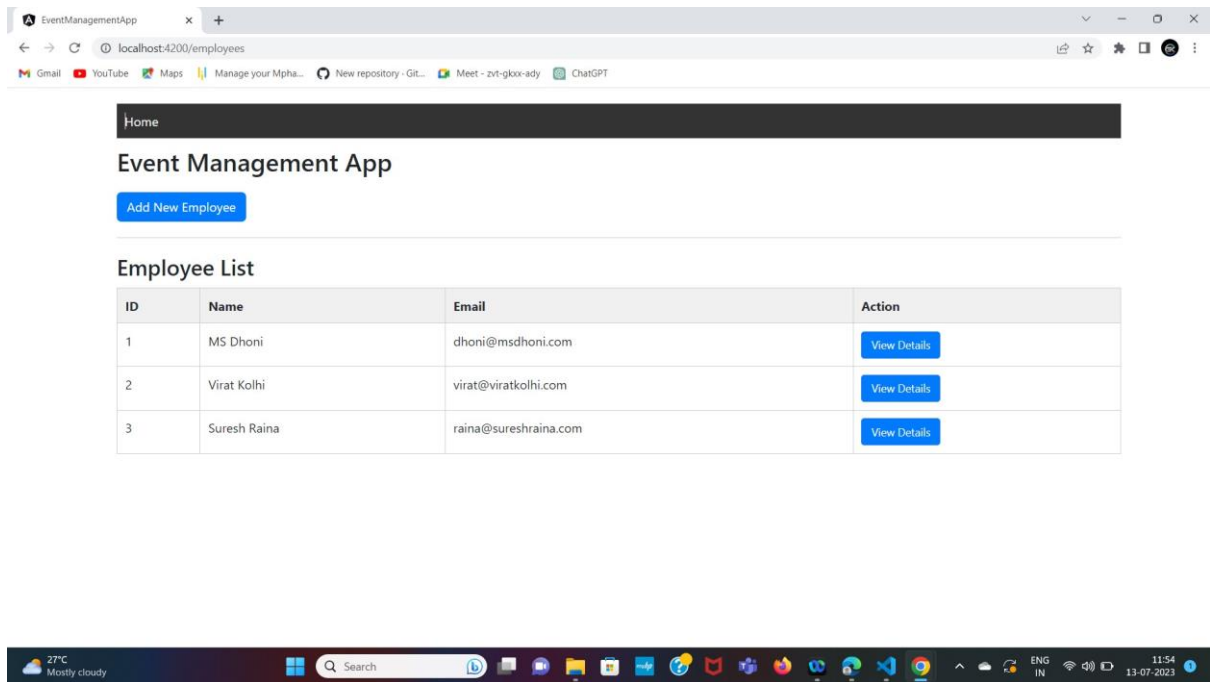 EventManagementApp
localhost:4200/employees
Gmail YouTube Maps Manage your Mpha... New repository · Git... Meet - zvt-gkxx-ady ChatGPT
Home
Event Management App
Add New Employee
Employee List
ID Name Email Action
1 MS Dhoni dhoni@msdhoni.com View Details
2 Virat Kolhi virat@viratkolhi.com View Details
3 Suresh Raina raina@sureshraina.com View Details
27°C
Mostly cloudy
Search
ENG
IN
11:54
13-07-2023
1